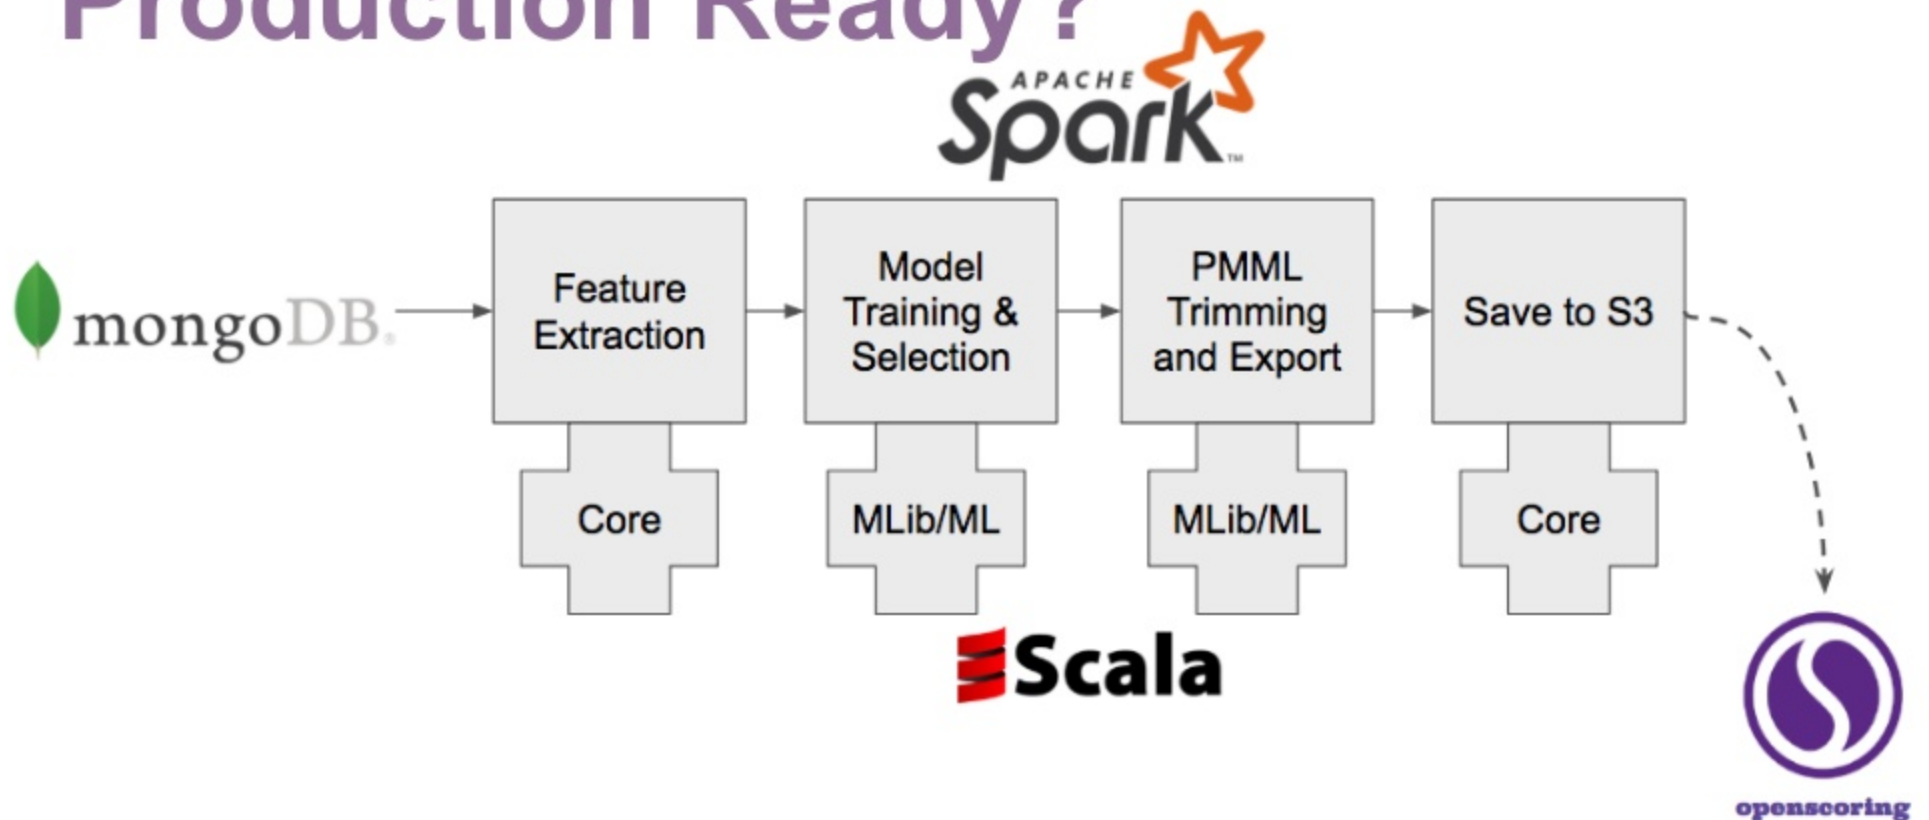 Production Ready?
APACHE
Spark™
mongoDB®
Feature
Extraction
Model
Training &
Selection
PMML
Trimming
and Export
Save to S3
Core
MLib/ML
MLib/ML
Core
Scala
openscoring